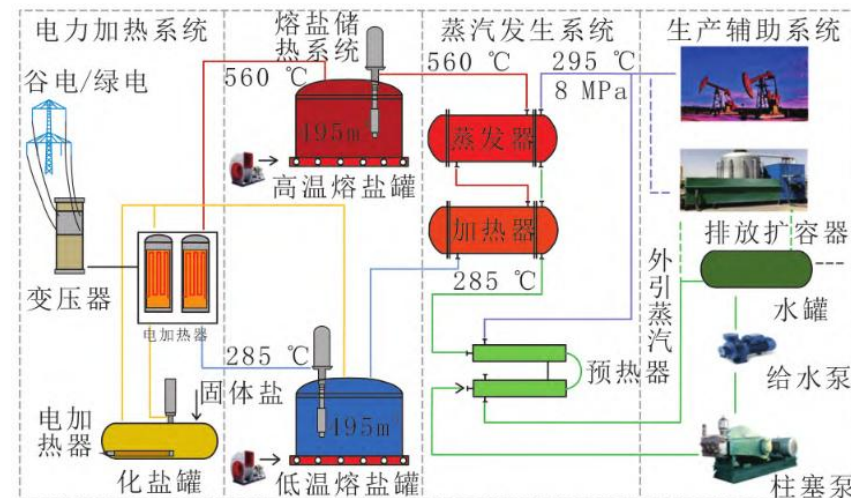 电力加热系统
熔盐储
热系统
蒸汽发生系统
生产辅助系统
谷电/绿电
560 ℃
560 ℃
295 ℃
8 MPa
195m³
蒸发器
高温熔盐罐
加热器
排放扩容器
变压器
电加热器
285 ℃
285 ℃
外引蒸汽
水罐
固体盐
预热器
给水泵
电加
热器
495m³
化盐罐
低温熔盐罐
柱塞泵